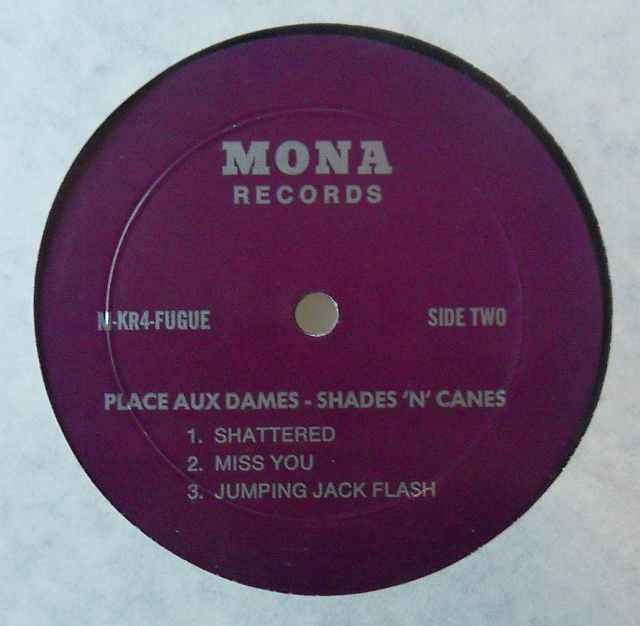 MONA
RECORDS
N-KR4-FUGUE SIDE TWO
PLACE AUX DAMES - SHADES 'N' CANES
1. SHATTERED
2. MISS YOU
3. JUMPING JACK FLASH